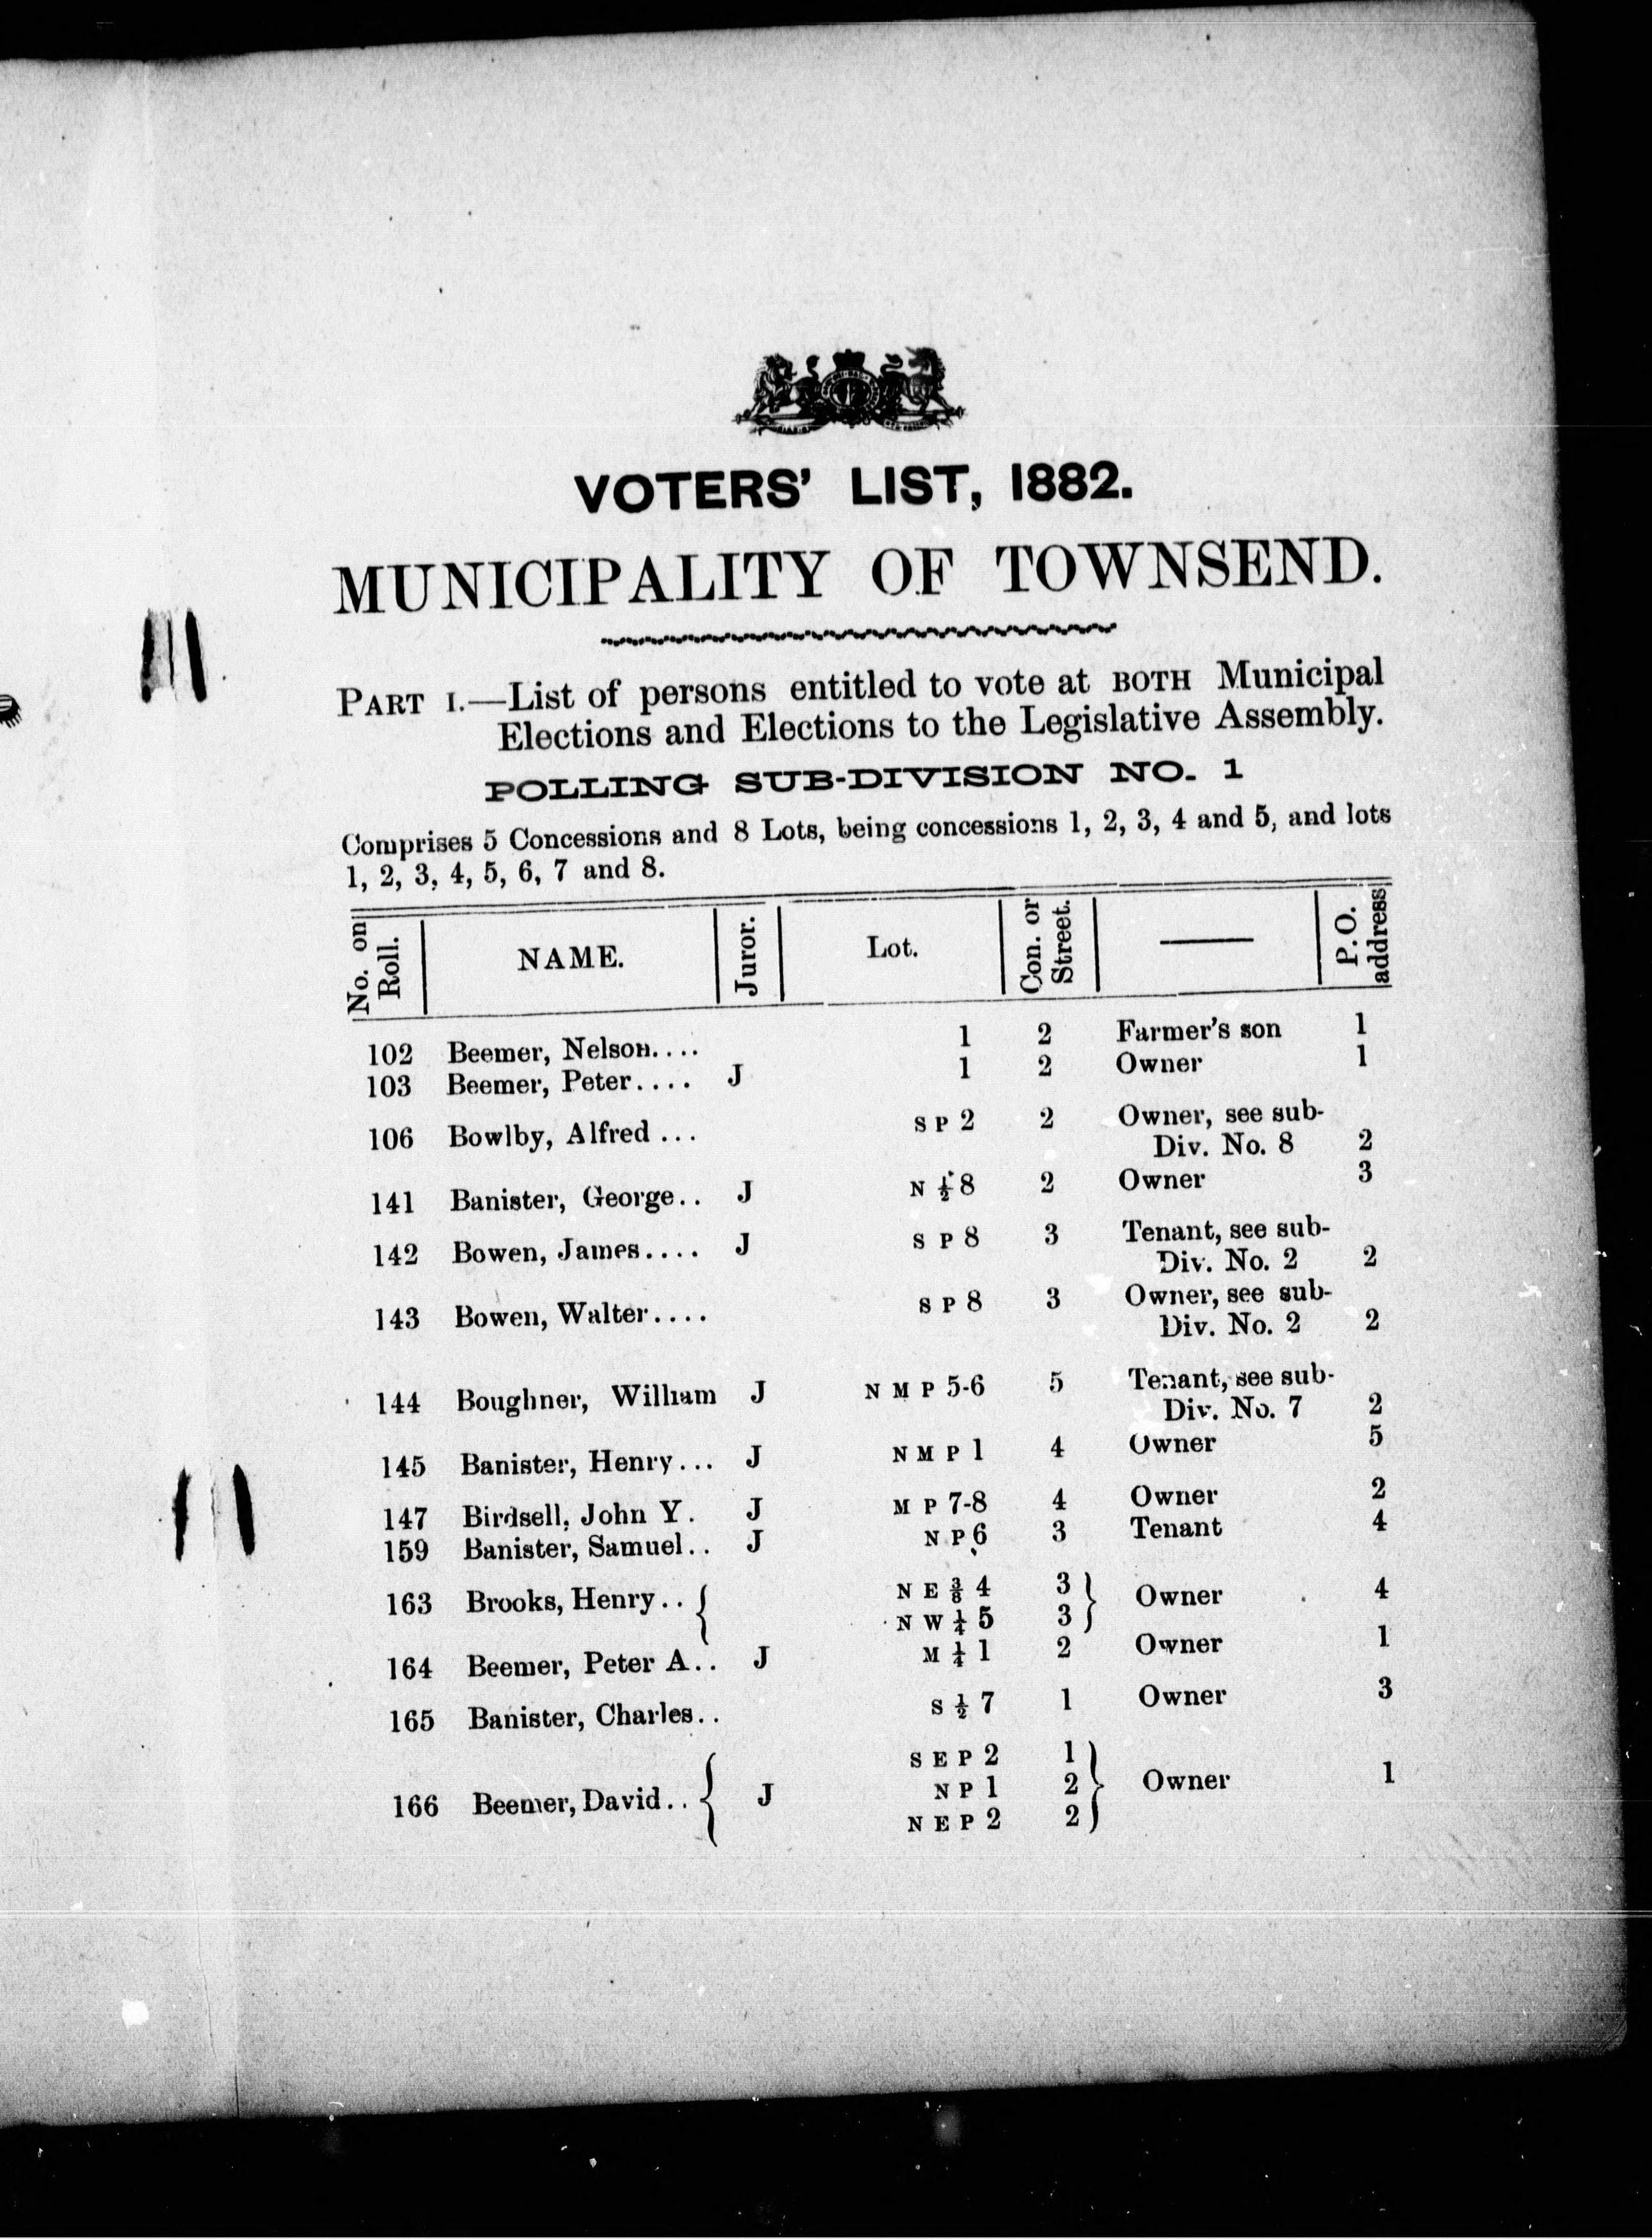 VOTERS' LIST, 1882.
MUNICIPALITY OF TOWNSEND.
PART I.—List of persons entitled to vote at BOTH Municipal
Elections and Elections to the Legislative Assembly.
POLLING SUB-DIVISION NO. 1
Comprises 5 Concessions and 8 Lots, being concessions 1, 2, 3, 4 and 5, and lots
1, 2, 3, 4, 5, 6, 7 and 8.
No. on Roll. NAME. Juror. Lot. Con. or Street. —— P.O. address
102 Beemer, Nelson.... 1 2 Farmer's son 1
103 Beemer, Peter.... J 1 2 Owner 1
106 Bowlby, Alfred ... S P 2 2 Owner, see sub-
Div. No. 8 2
141 Banister, George.. J N ½ 8 2 Owner 3
142 Bowen, James.... J S P 8 3 Tenant, see sub-
Div. No. 2 2
143 Bowen, Walter.... S P 8 3 Owner, see sub-
Div. No. 2 2
144 Boughner, William J N M P 5-6 5 Tenant, see sub-
Div. No. 7 2
145 Banister, Henry... J N M P 1 4 Owner 5
147 Birdsell, John Y. J M P 7-8 4 Owner 2
159 Banister, Samuel.. J N P 6 3 Tenant 4
163 Brooks, Henry.. { N E ⅜ 4 3 } Owner 4
N W ¼ 5 3
164 Beemer, Peter A.. J M ¼ 1 2 Owner 1
165 Banister, Charles.. S ½ 7 1 Owner 3
S E P 2 1
166 Beemer, David.. { J N P 1 2 } Owner 1
N E P 2 2